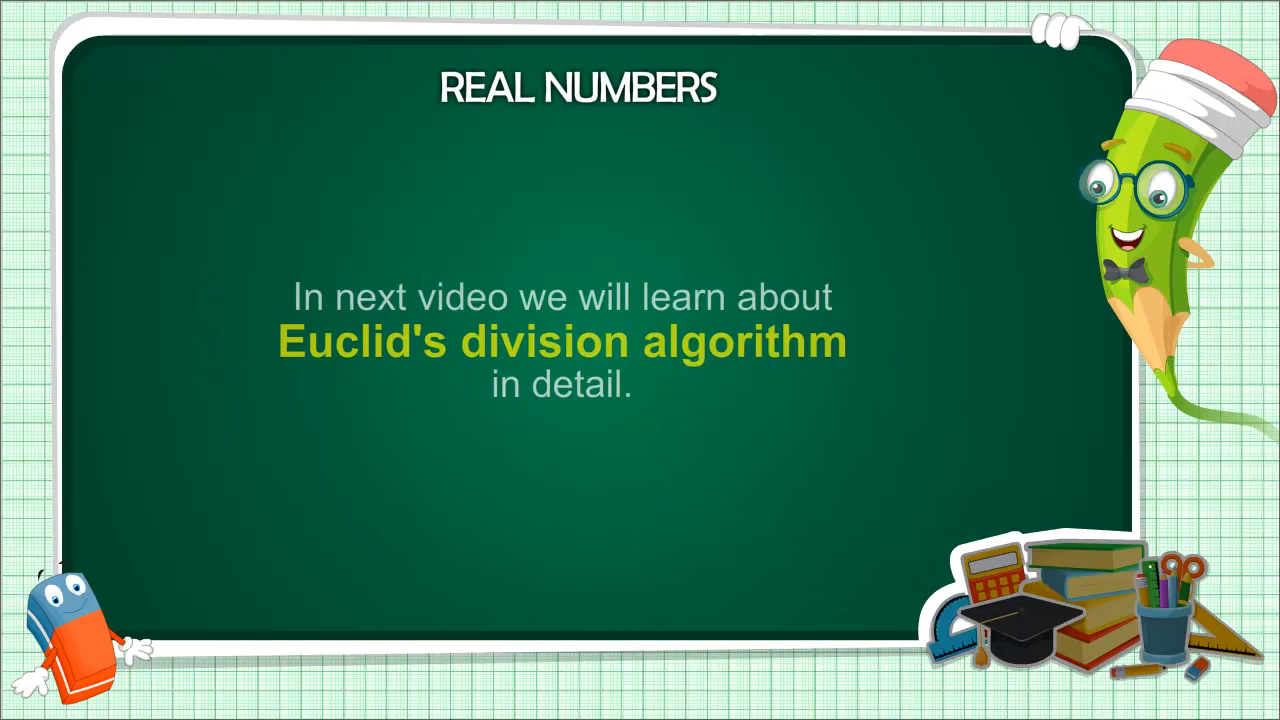 REAL NUMBERS
In next video we will learn about
Euclid's division algorithm
in detail.